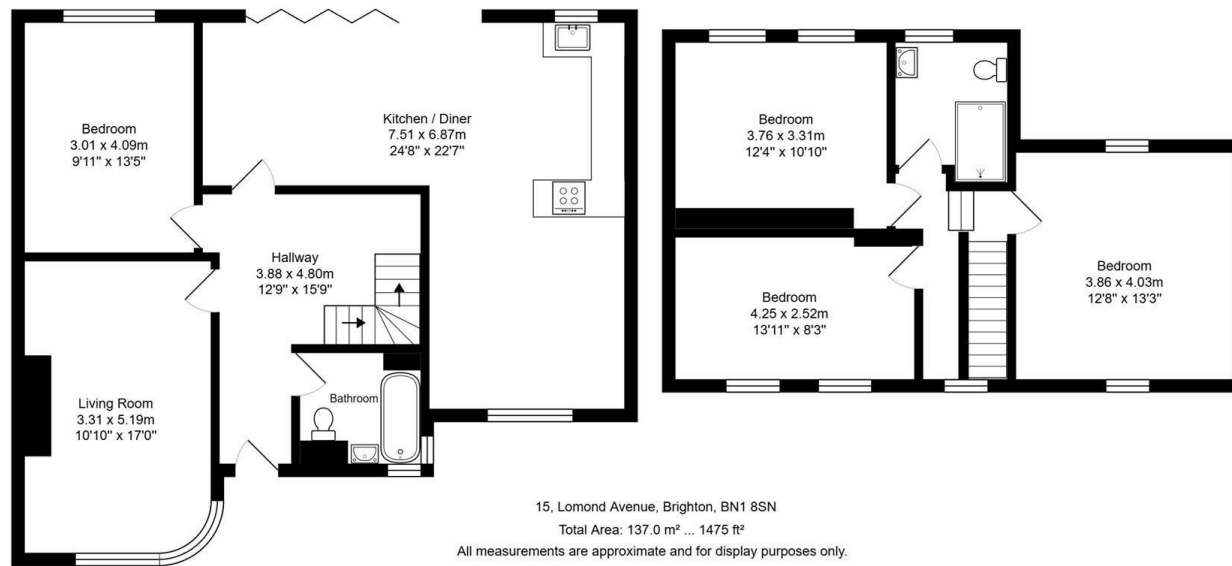 Bedroom
3.01 x 4.09m
9'11" x 13'5"
Kitchen / Diner
7.51 x 6.87m
24'8" x 22'7"
Hallway
3.88 x 4.80m
12'9" x 15'9"
Living Room
3.31 x 5.19m
10'10" x 17'0"
Bathroom
Bedroom
3.76 x 3.31m
12'4" x 10'10"
Bedroom
4.25 x 2.52m
13'11" x 8'3"
Bedroom
3.86 x 4.03m
12'8" x 13'3"
15, Lomond Avenue, Brighton, BN1 8SN
Total Area: 137.0 m² ... 1475 ft²
All measurements are approximate and for display purposes only.